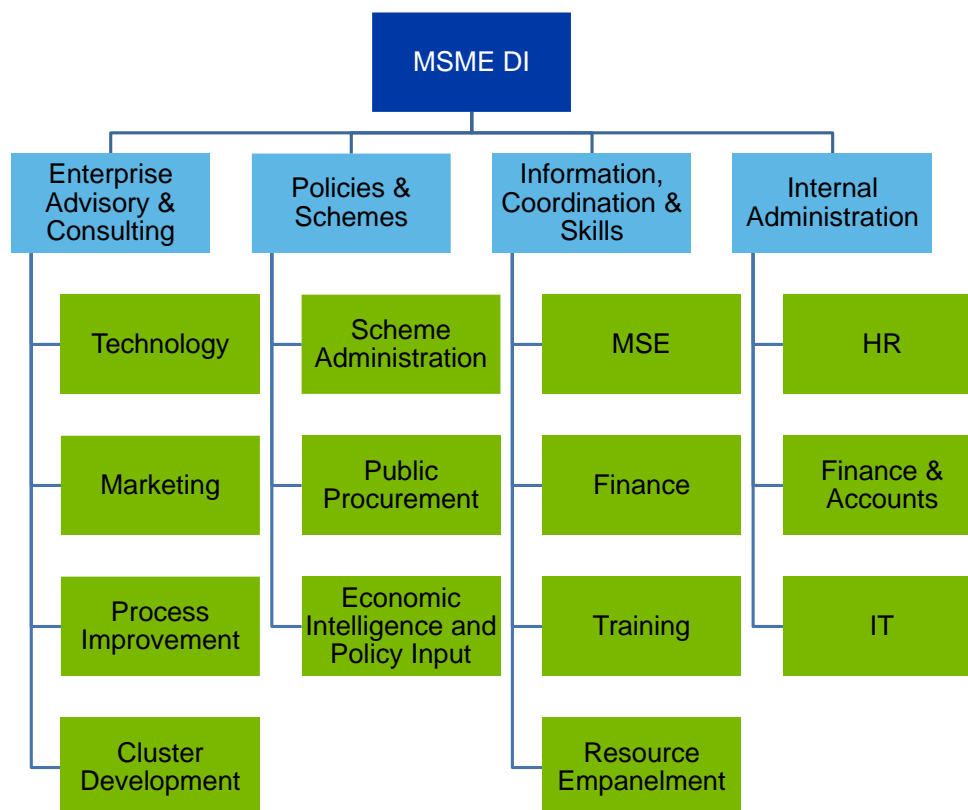 MSME DI
Enterprise
Advisory &
Consulting
Policies &
Schemes
Information,
Coordination &
Skills
Internal
Administration
Technology
Scheme
Administration
MSE
HR
Marketing
Public
Procurement
Finance
Finance &
Accounts
Process
Improvement
Economic
Intelligence and
Policy Input
Training
IT
Cluster
Development
Resource
Empanelment